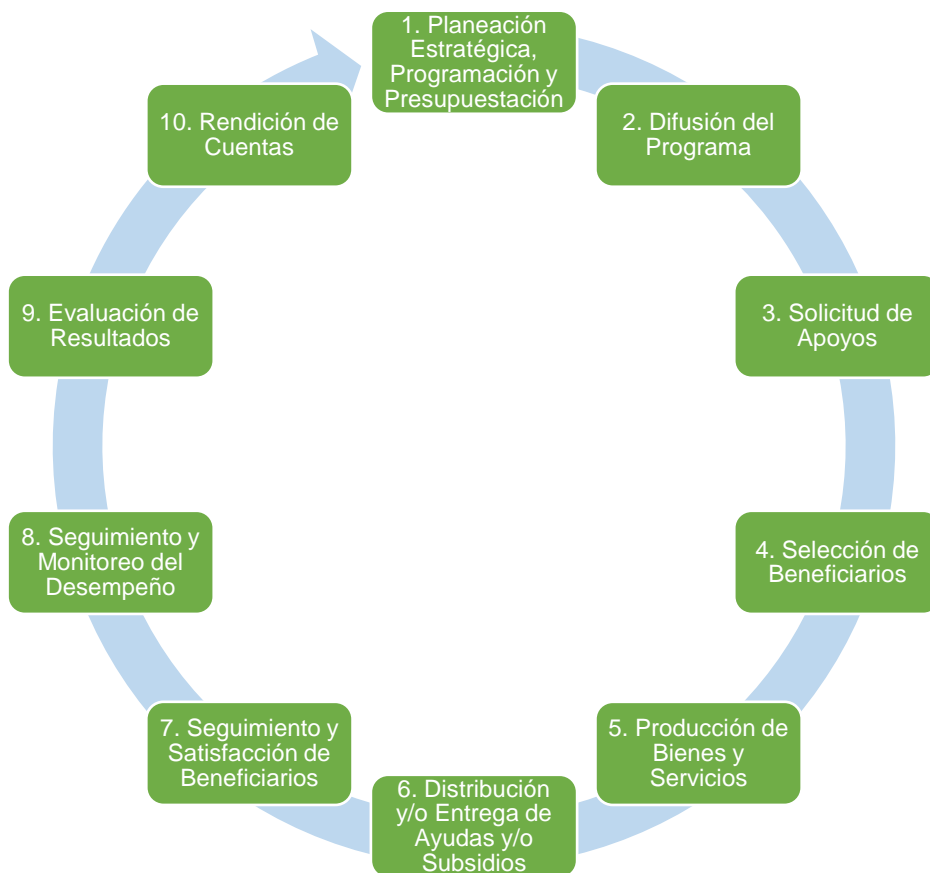 1. Planeación
Estratégica,
Programación y
Presupuestación
2. Difusión del
Programa
3. Solicitud de
Apoyos
4. Selección de
Beneficiarios
5. Producción de
Bienes y
Servicios
6. Distribución
y/o Entrega de
Ayudas y/o
Subsidios
7. Seguimiento y
Satisfacción de
Beneficiarios
8. Seguimiento y
Monitoreo del
Desempeño
9. Evaluación de
Resultados
10. Rendición de
Cuentas